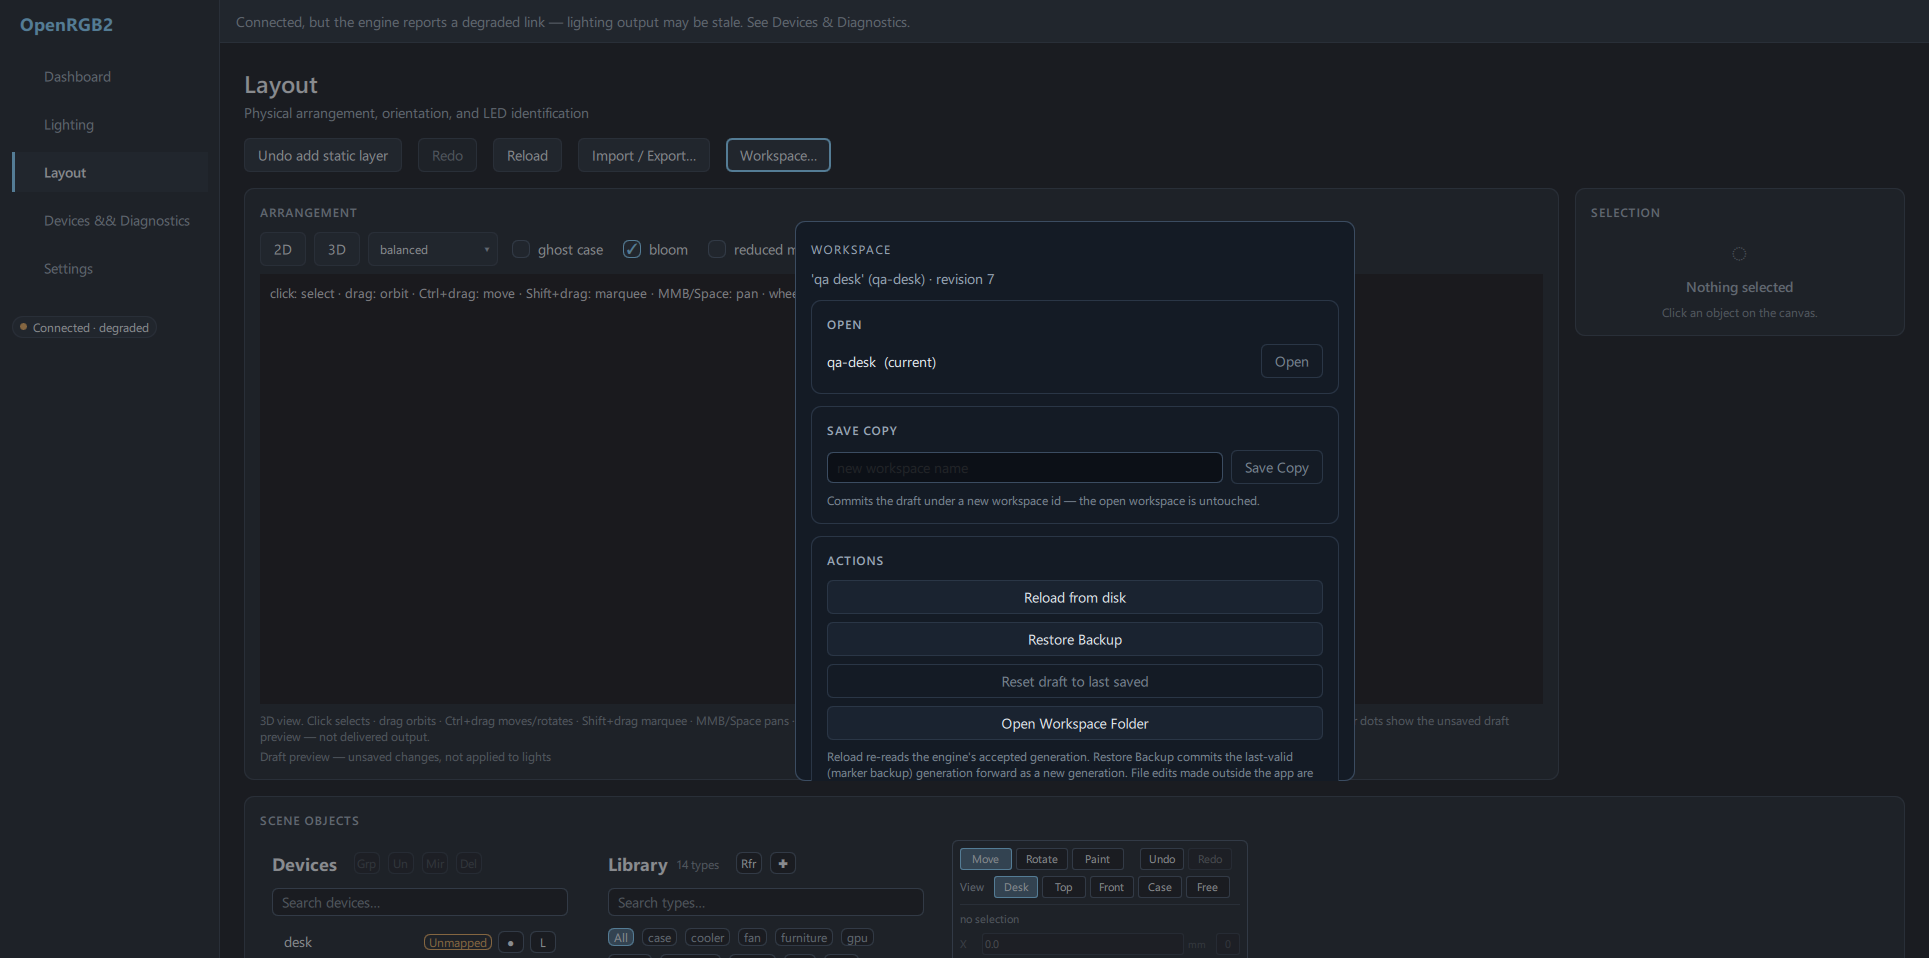 OpenRGB2
Connected, but the engine reports a degraded link — lighting output may be stale. See Devices & Diagnostics.
Dashboard
Lighting
Layout
Devices && Diagnostics
Settings
Connected · degraded
Layout
Physical arrangement, orientation, and LED identification
Undo add static layer
Redo
Reload
Import / Export...
Workspace...
ARRANGEMENT
2D
3D
balanced
ghost case
bloom
reduced m
click: select · drag: orbit · Ctrl+drag: move · Shift+drag: marquee · MMB/Space: pan · whee
3D view. Click selects · drag orbits · Ctrl+drag moves/rotates · Shift+drag marquee · MMB/Space pans ·
dots show the unsaved draft
preview — not delivered output.
Draft preview — unsaved changes, not applied to lights
SELECTION
Nothing selected
Click an object on the canvas.
WORKSPACE
'qa desk' (qa-desk) · revision 7
OPEN
qa-desk (current)
Open
SAVE COPY
new workspace name
Save Copy
Commits the draft under a new workspace id — the open workspace is untouched.
ACTIONS
Reload from disk
Restore Backup
Reset draft to last saved
Open Workspace Folder
Reload re-reads the engine's accepted generation. Restore Backup commits the last-valid
(marker backup) generation forward as a new generation. File edits made outside the app are
SCENE OBJECTS
Devices
Grp
Un
Mir
Del
Search devices...
desk
Unmapped
L
Library
14 types
Rfr
Search types...
All
case
cooler
fan
furniture
gpu
Move
Rotate
Paint
Undo
Redo
View
Desk
Top
Front
Case
Free
no selection
X
0.0
mm
0